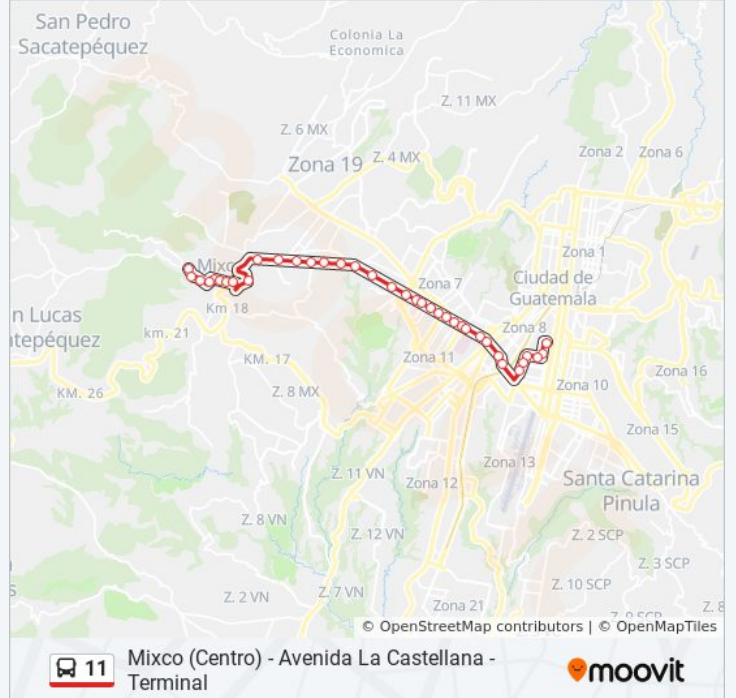 San Pedro
Sacatepéquez
Colonia La
Economica
Z. 11 MX
Z. 6 MX
Zona 19
Z. 4 MX
Zona 2
Zona 6
Zona 1
Mixco
Zona 7
Ciudad de
Guatemala
Km 18
n Lucas
atepéquez
km. 21
Zona 8
KM. 17
Zona 11
Zona 16
KM. 26
Z. 8 MX
Zona 10
Zona 15
Zona 13
Z. 11 VN
Zona 12
Santa Catarina
Pinula
Z. 8 VN
Z. 12 VN
Z. 2 SCP
Z. 3 SCP
Z. 7 VN
Z. 10 SCP
Z. 2 VN
Zona 21
Z. 8
© OpenStreetMap contributors | © OpenMapTiles
11
Mixco (Centro) - Avenida La Castellana -
Terminal
moovit